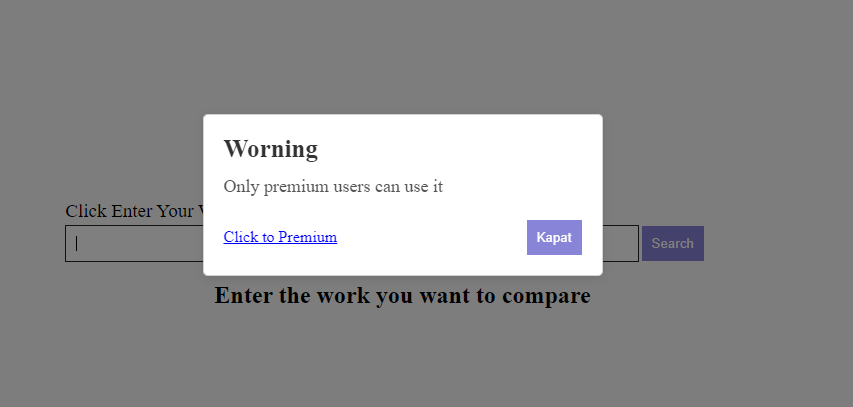 Worning
Only premium users can use it
Click to Premium
Kapat
Click Enter Your
Search
Enter the work you want to compare